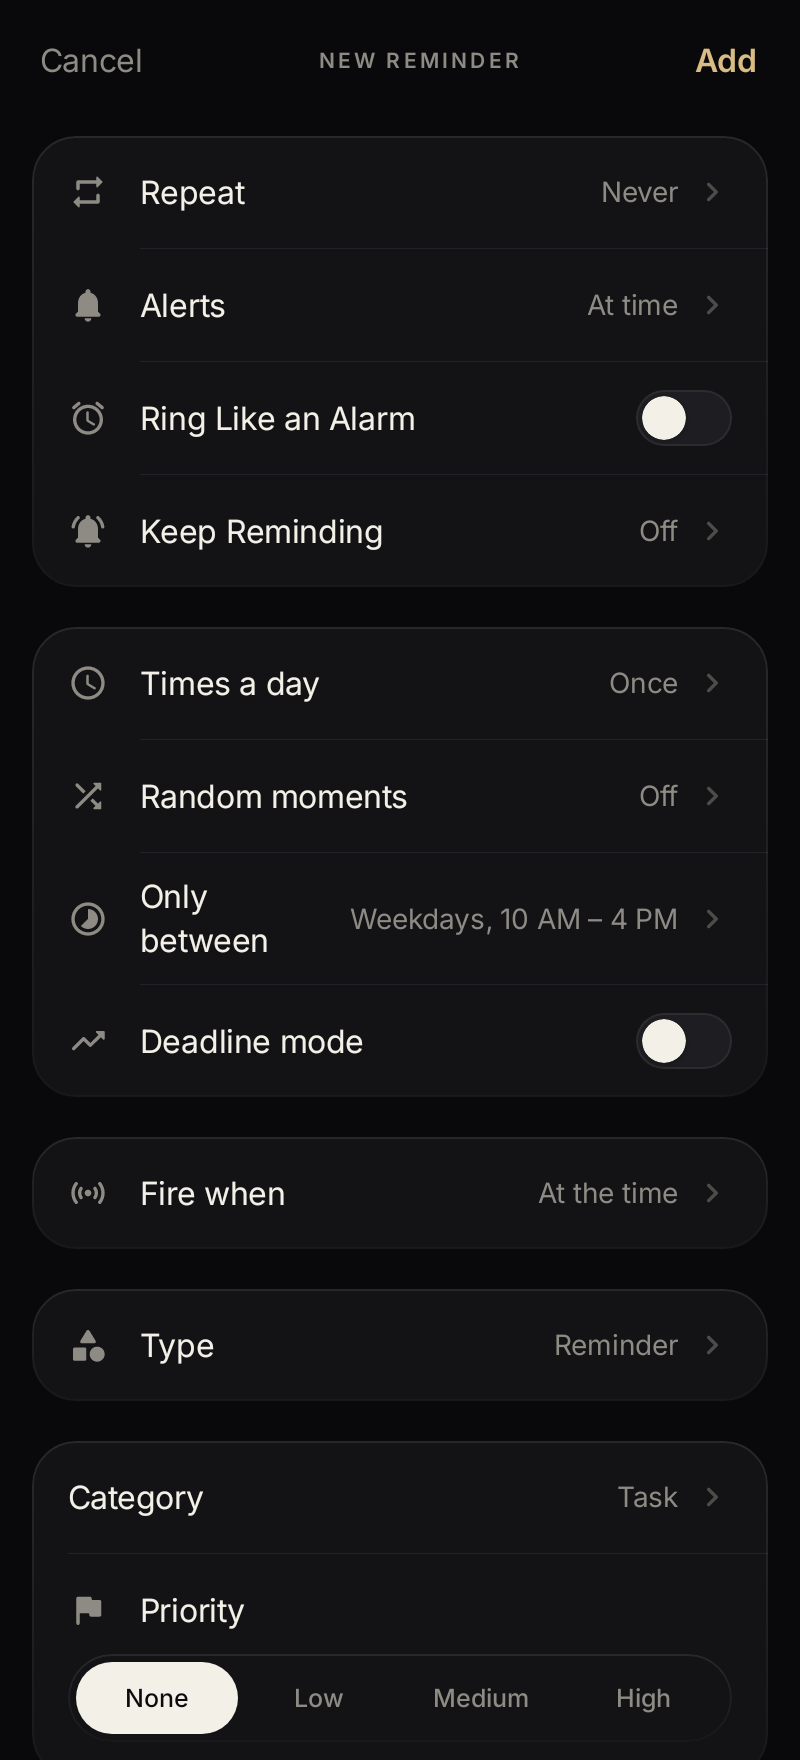 Cancel NEW REMINDER Add
Repeat Never
Alerts At time
Ring Like an Alarm
Keep Reminding Off
Times a day Once
Random moments Off
Only between Weekdays, 10 AM – 4 PM
Deadline mode
Fire when At the time
Type Reminder
Category Task
Priority
None Low Medium High